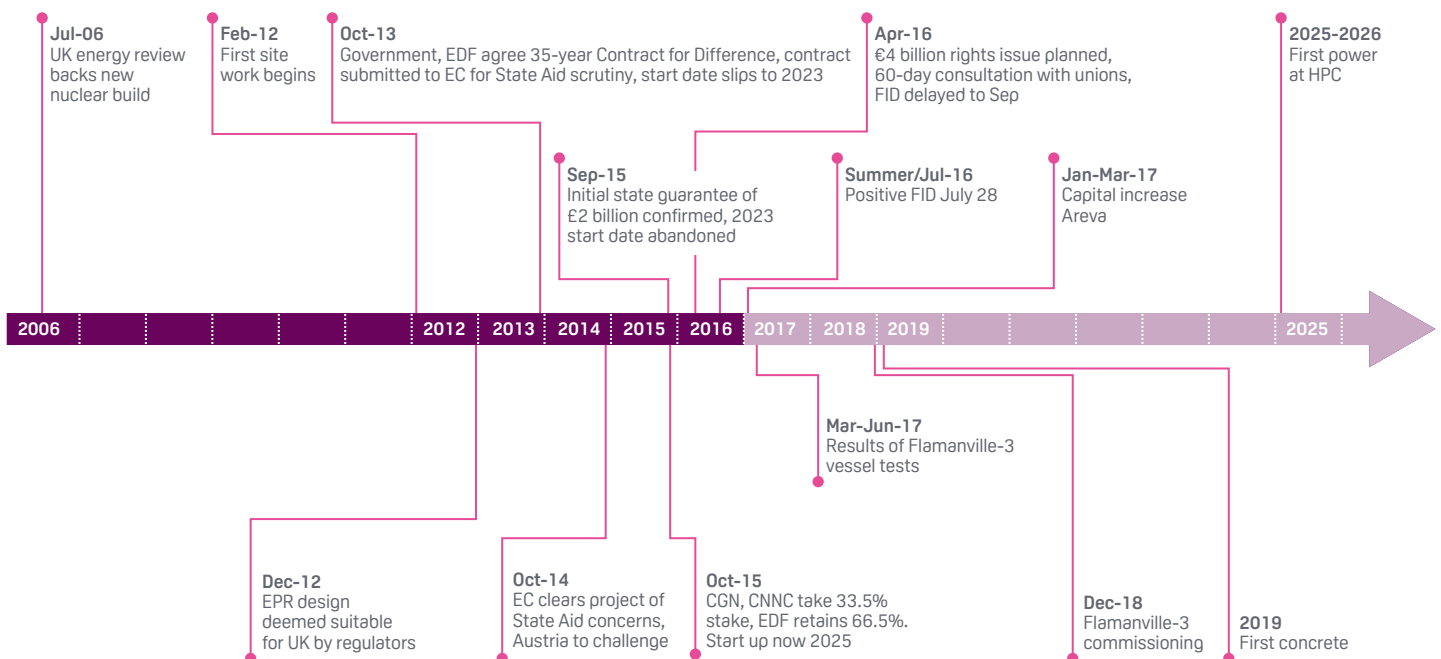 Jul-06
UK energy review
backs new
nuclear build
Feb-12
First site
work begins
Oct-13
Government, EDF agree 35-year Contract for Difference, contract
submitted to EC for State Aid scrutiny, start date slips to 2023
Apr-16
€4 billion rights issue planned,
60-day consultation with unions,
FID delayed to Sep
2025-2026
First power
at HPC
Sep-15
Initial state guarantee of
£2 billion confirmed, 2023
start date abandoned
Summer/Jul-16
Positive FID July 28
Jan-Mar-17
Capital increase
Areva
2006 2012 2013 2014 2015 2016 2017 2018 2019 2025
Mar-Jun-17
Results of Flamanville-3
vessel tests
Dec-12
EPR design
deemed suitable
for UK by regulators
Oct-14
EC clears project of
State Aid concerns,
Austria to challenge
Oct-15
CGN, CNNC take 33.5%
stake, EDF retains 66.5%.
Start up now 2025
Dec-18
Flamanville-3
commissioning
2019
First concrete